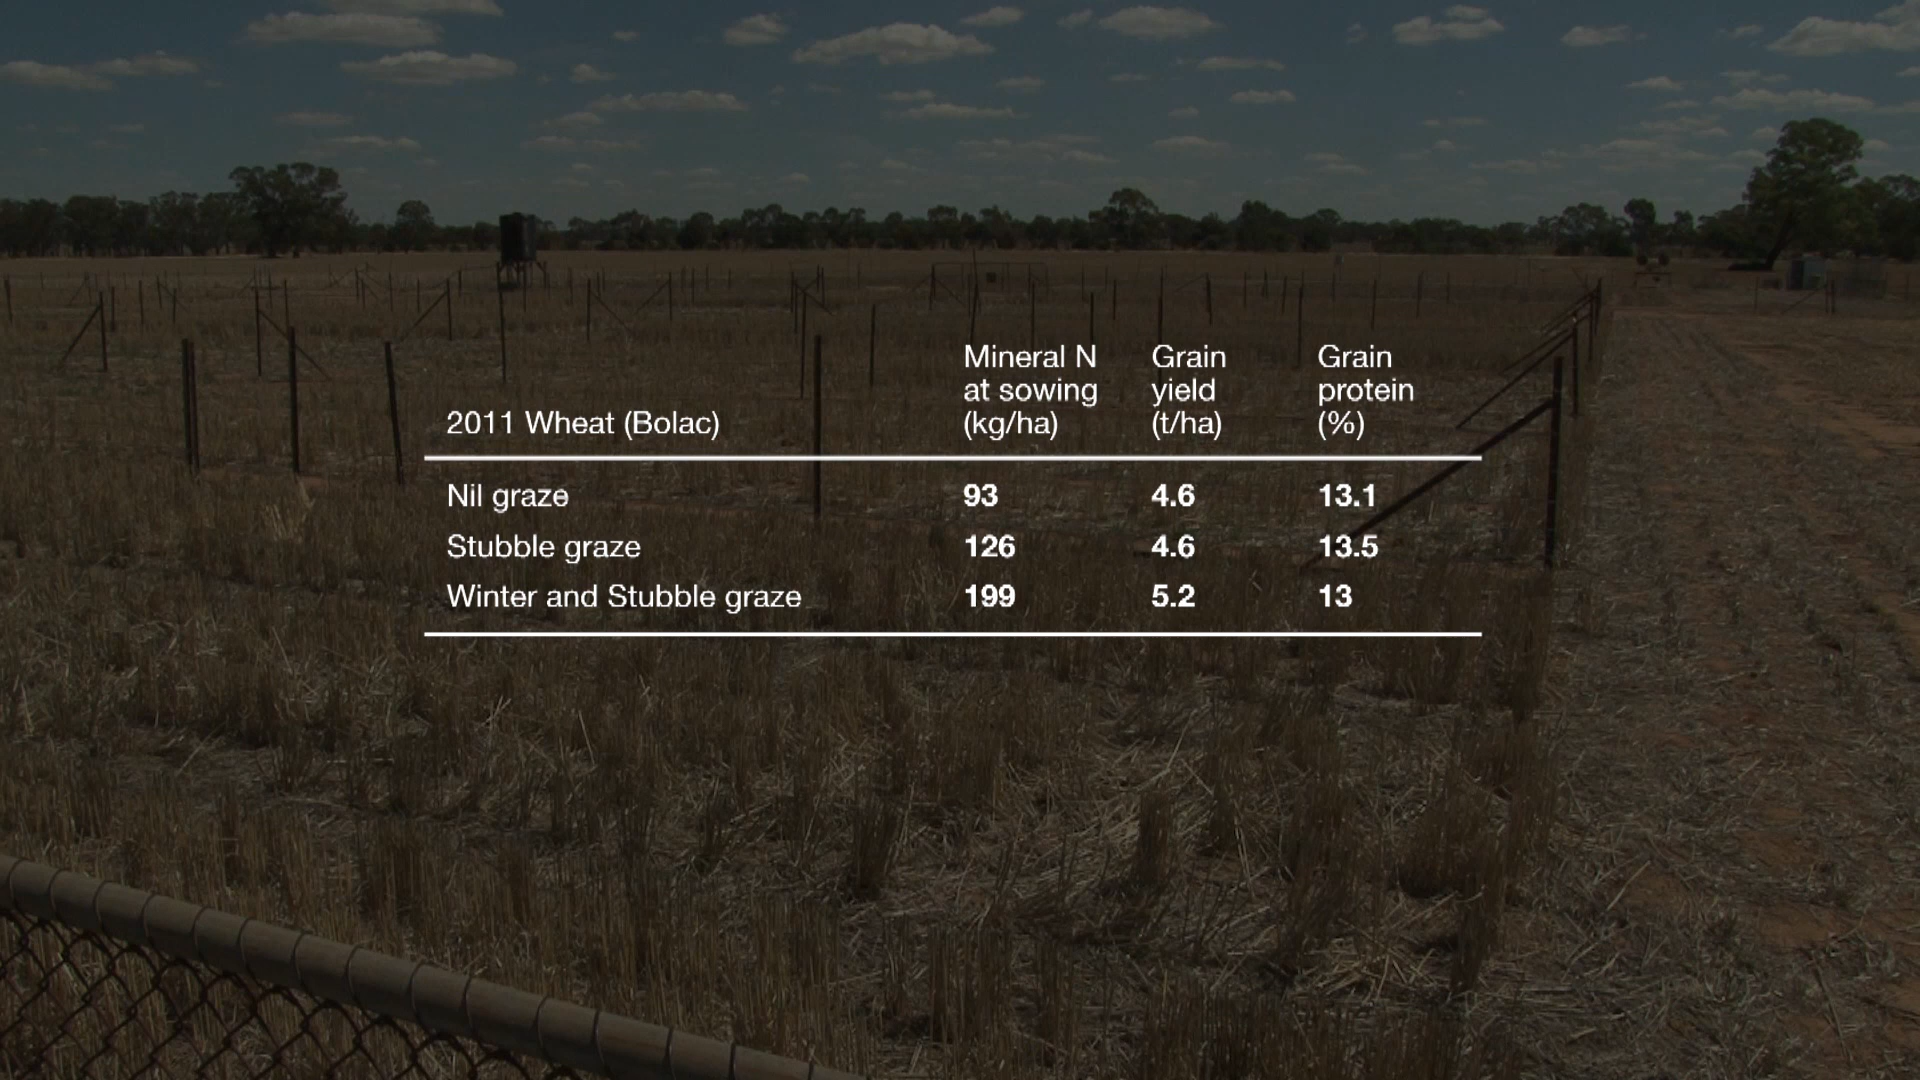 Mineral N Grain Grain
at sowing yield protein
2011 Wheat (Bolac) (kg/ha) (t/ha) (%)
Nil graze 93 4.6 13.1
Stubble graze 126 4.6 13.5
Winter and Stubble graze 199 5.2 13